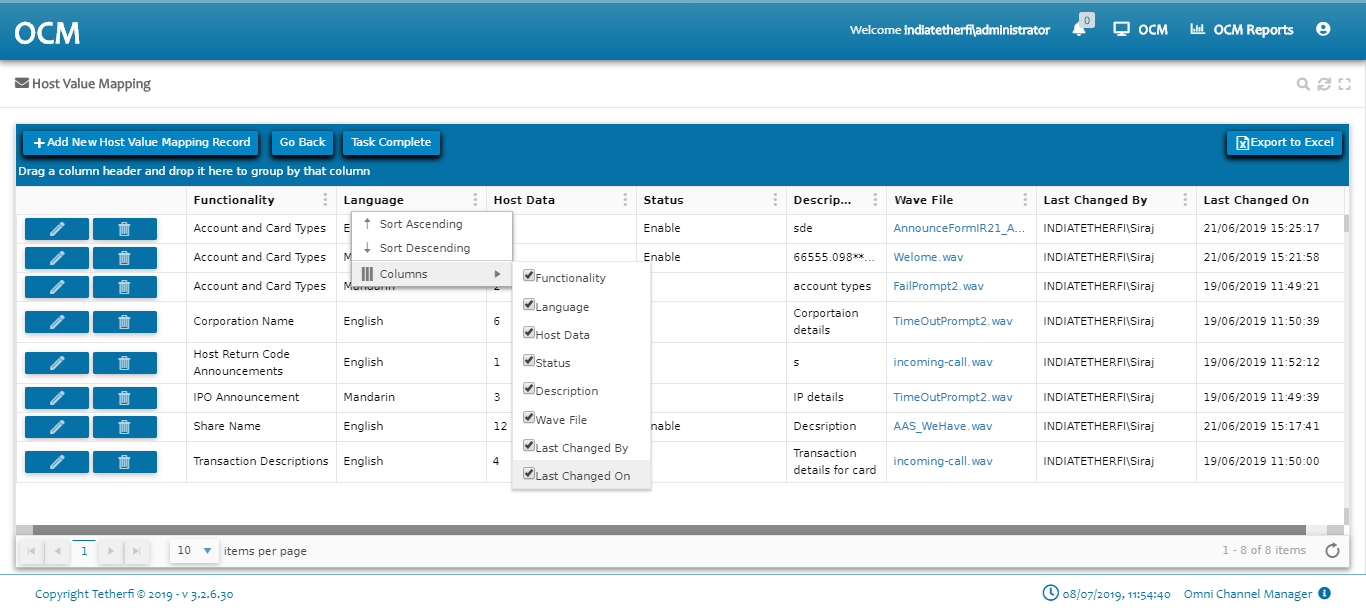 OCM
Welcome indiatetherfi\administrator
0
OCM
OCM Reports
Host Value Mapping
Add New Host Value Mapping Record
Go Back
Task Complete
Export to Excel
Drag a column header and drop it here to group by that column
Functionality Language Host Data Status Descrip... Wave File Last Changed By Last Changed On
Account and Card Types Enable sde AnnounceFormIR21_A... INDIATETHERFI\Siraj 21/06/2019 15:25:17
Account and Card Types Enable 66555.098**... Welome.wav INDIATETHERFI\Siraj 21/06/2019 15:21:58
Account and Card Types Mandarin 2 account types FailPrompt2.wav INDIATETHERFI\Siraj 19/06/2019 11:49:21
Corporation Name English 6 Corportaion details TimeOutPrompt2.wav INDIATETHERFI\Siraj 19/06/2019 11:50:39
Host Return Code Announcements English 1 s incoming-call.wav INDIATETHERFI\Siraj 19/06/2019 11:52:12
IPO Announcement Mandarin 3 IP details TimeOutPrompt2.wav INDIATETHERFI\Siraj 19/06/2019 11:49:39
Share Name English 12 nable Decsription AAS_WeHave.wav INDIATETHERFI\Siraj 21/06/2019 15:17:41
Transaction Descriptions English 4 Transaction details for card incoming-call.wav INDIATETHERFI\Siraj 19/06/2019 11:50:00
Sort Ascending
Sort Descending
Columns
Functionality
Language
Host Data
Status
Description
Wave File
Last Changed By
Last Changed On
1
10
items per page
1 - 8 of 8 items
Copyright Tetherfi © 2019 - v 3.2.6.30
08/07/2019, 11:54:40
Omni Channel Manager